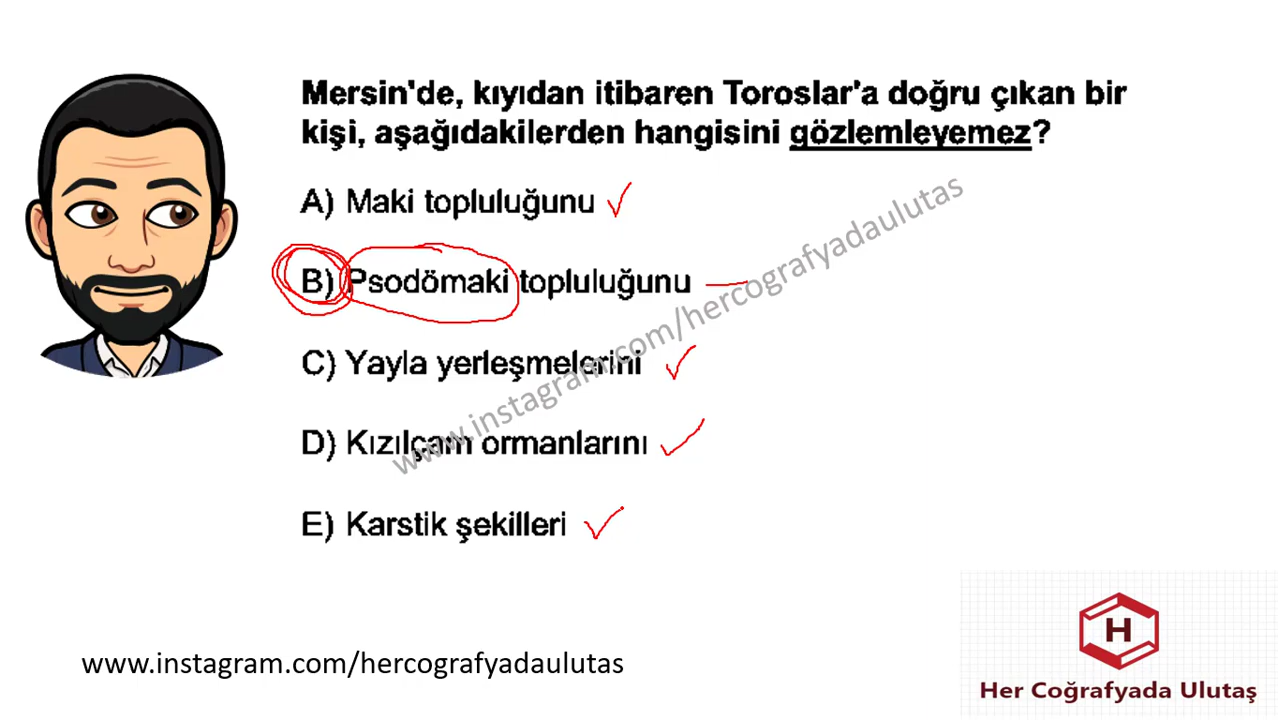 Mersin'de, kıyıdan itibaren Toroslar'a doğru çıkan bir
kişi, aşağıdakilerden hangisini gözlemleyemez?
A) Maki topluluğunu
B) Psodömaki topluluğunu
C) Yayla yerleşmelerini
D) Kızılçam ormanlarını
E) Karstik şekilleri
www.instagram.com/hercografyadaulutas
www.instagram.com/hercografyadaulutas
H
Her Coğrafyada Ulutaş